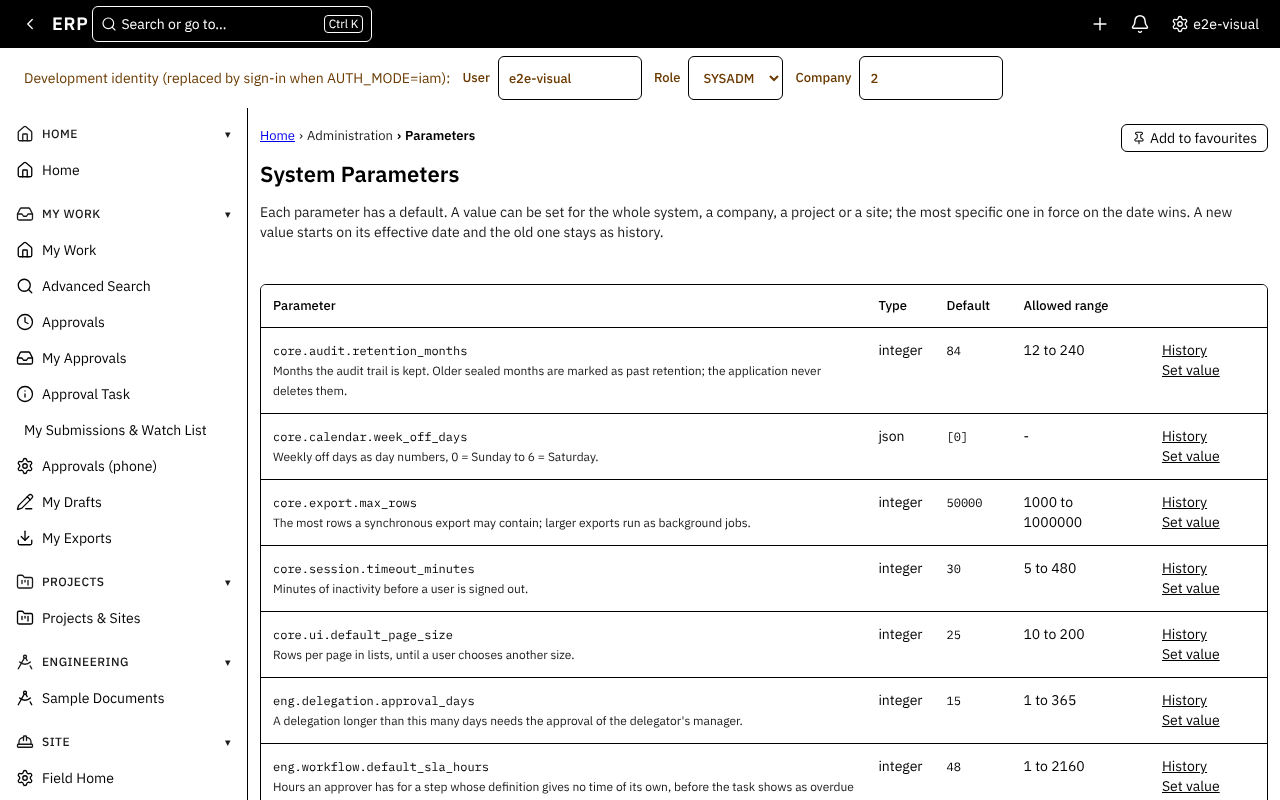 ERP
Search or go to...
Ctrl K
e2e-visual
Development identity (replaced by sign-in when AUTH_MODE=iam):
User
e2e-visual
Role
SYSADM
Company
2
HOME
Home
MY WORK
My Work
Advanced Search
Approvals
My Approvals
Approval Task
My Submissions & Watch List
Approvals (phone)
My Drafts
My Exports
PROJECTS
Projects & Sites
ENGINEERING
Sample Documents
SITE
Field Home
Home › Administration › Parameters
Add to favourites
System Parameters
Each parameter has a default. A value can be set for the whole system, a company, a project or a site; the most specific one in force on the date wins. A new
value starts on its effective date and the old one stays as history.
Parameter Type Default Allowed range
core.audit.retention_months integer 84 12 to 240 History
Months the audit trail is kept. Older sealed months are marked as past retention; the application never Set value
deletes them.
core.calendar.week_off_days json [0] - History
Weekly off days as day numbers, 0 = Sunday to 6 = Saturday. Set value
core.export.max_rows integer 50000 1000 to History
The most rows a synchronous export may contain; larger exports run as background jobs. 1000000 Set value
core.session.timeout_minutes integer 30 5 to 480 History
Minutes of inactivity before a user is signed out. Set value
core.ui.default_page_size integer 25 10 to 200 History
Rows per page in lists, until a user chooses another size. Set value
eng.delegation.approval_days integer 15 1 to 365 History
A delegation longer than this many days needs the approval of the delegator's manager. Set value
eng.workflow.default_sla_hours integer 48 1 to 2160 History
Hours an approver has for a step whose definition gives no time of its own, before the task shows as overdue Set value